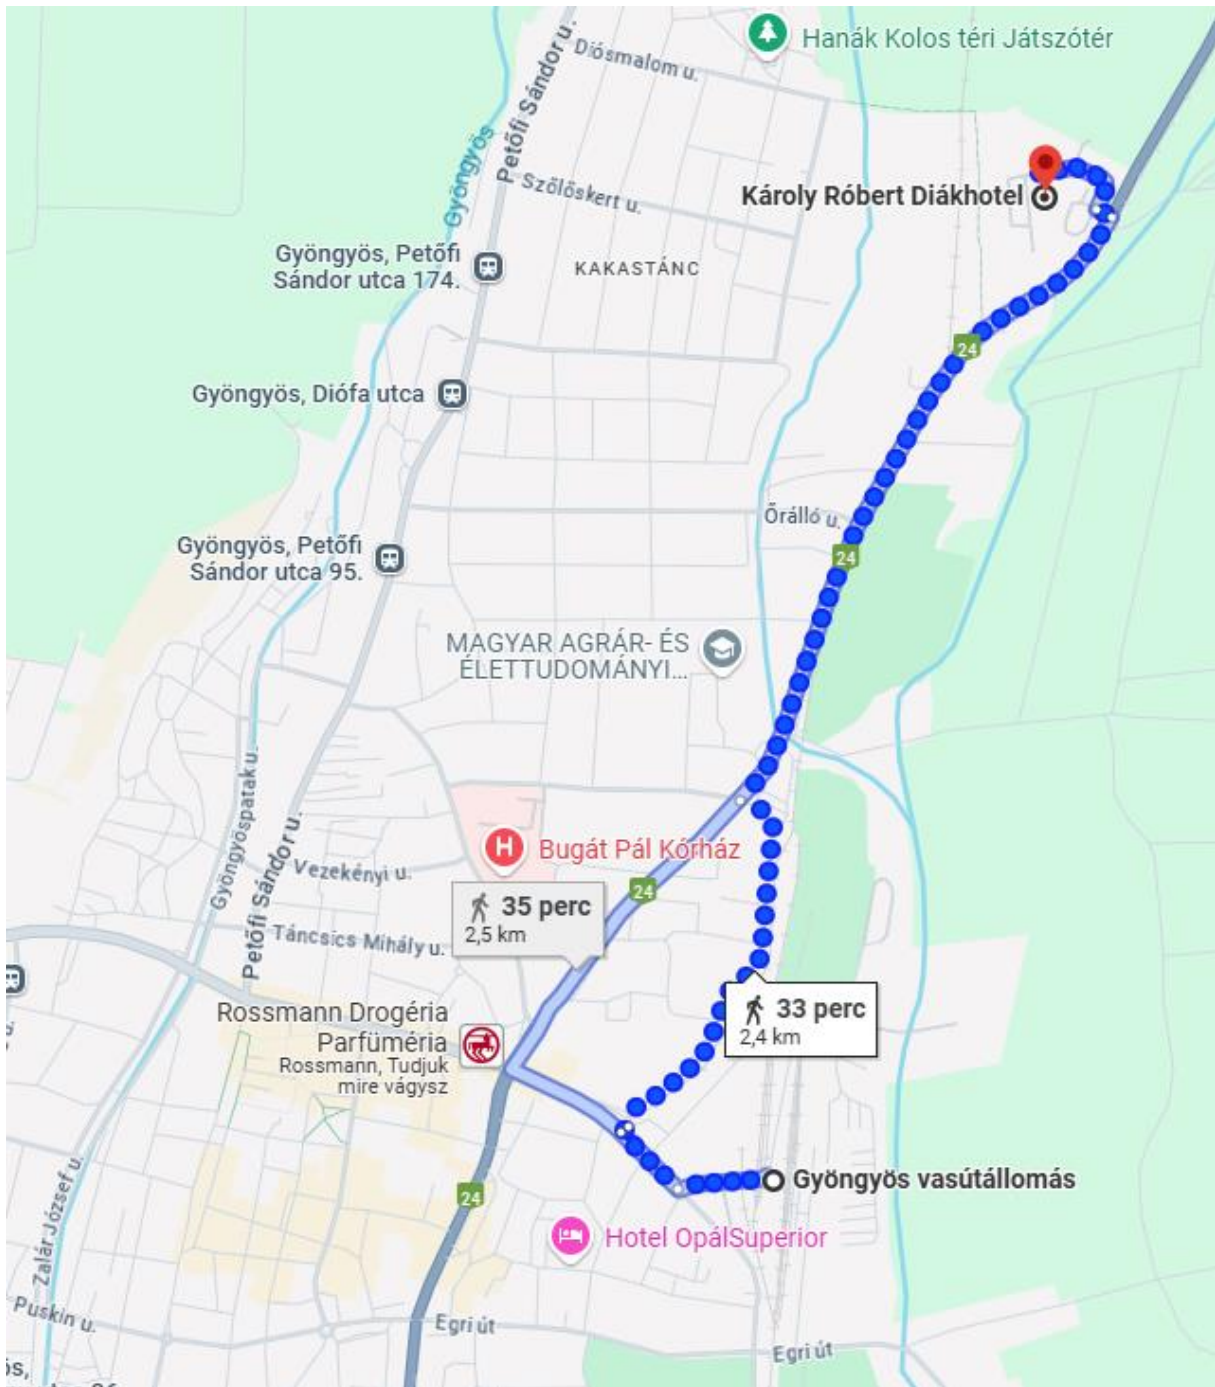 Hanák Kolos téri Játszótér
Diósmalom u.
Petőfi Sándor u.
Gyöngyös
Szőlőskert u.
Károly Róbert Diákhotel
Gyöngyös, Petőfi
Sándor utca 174.
KAKASTÁNC
24
Gyöngyös, Diófa utca
Őrálló u.
Gyöngyös, Petőfi
Sándor utca 95.
24
MAGYAR AGRÁR- ÉS
ÉLETTUDOMÁNYI...
Gyöngyöspatak u.
Petőfi Sándor u.
H
Bugát Pál Kórház
Vezekényi u.
24
35 perc
2,5 km
Táncsics Mihály u.
Rossmann Drogéria
Parfüméria
Rossmann, Tudjuk
mire vágysz
33 perc
2,4 km
Gyöngyös vasútállomás
24
Zalár József u.
Hotel OpálSuperior
Puskin u.
Egri út
Egri út